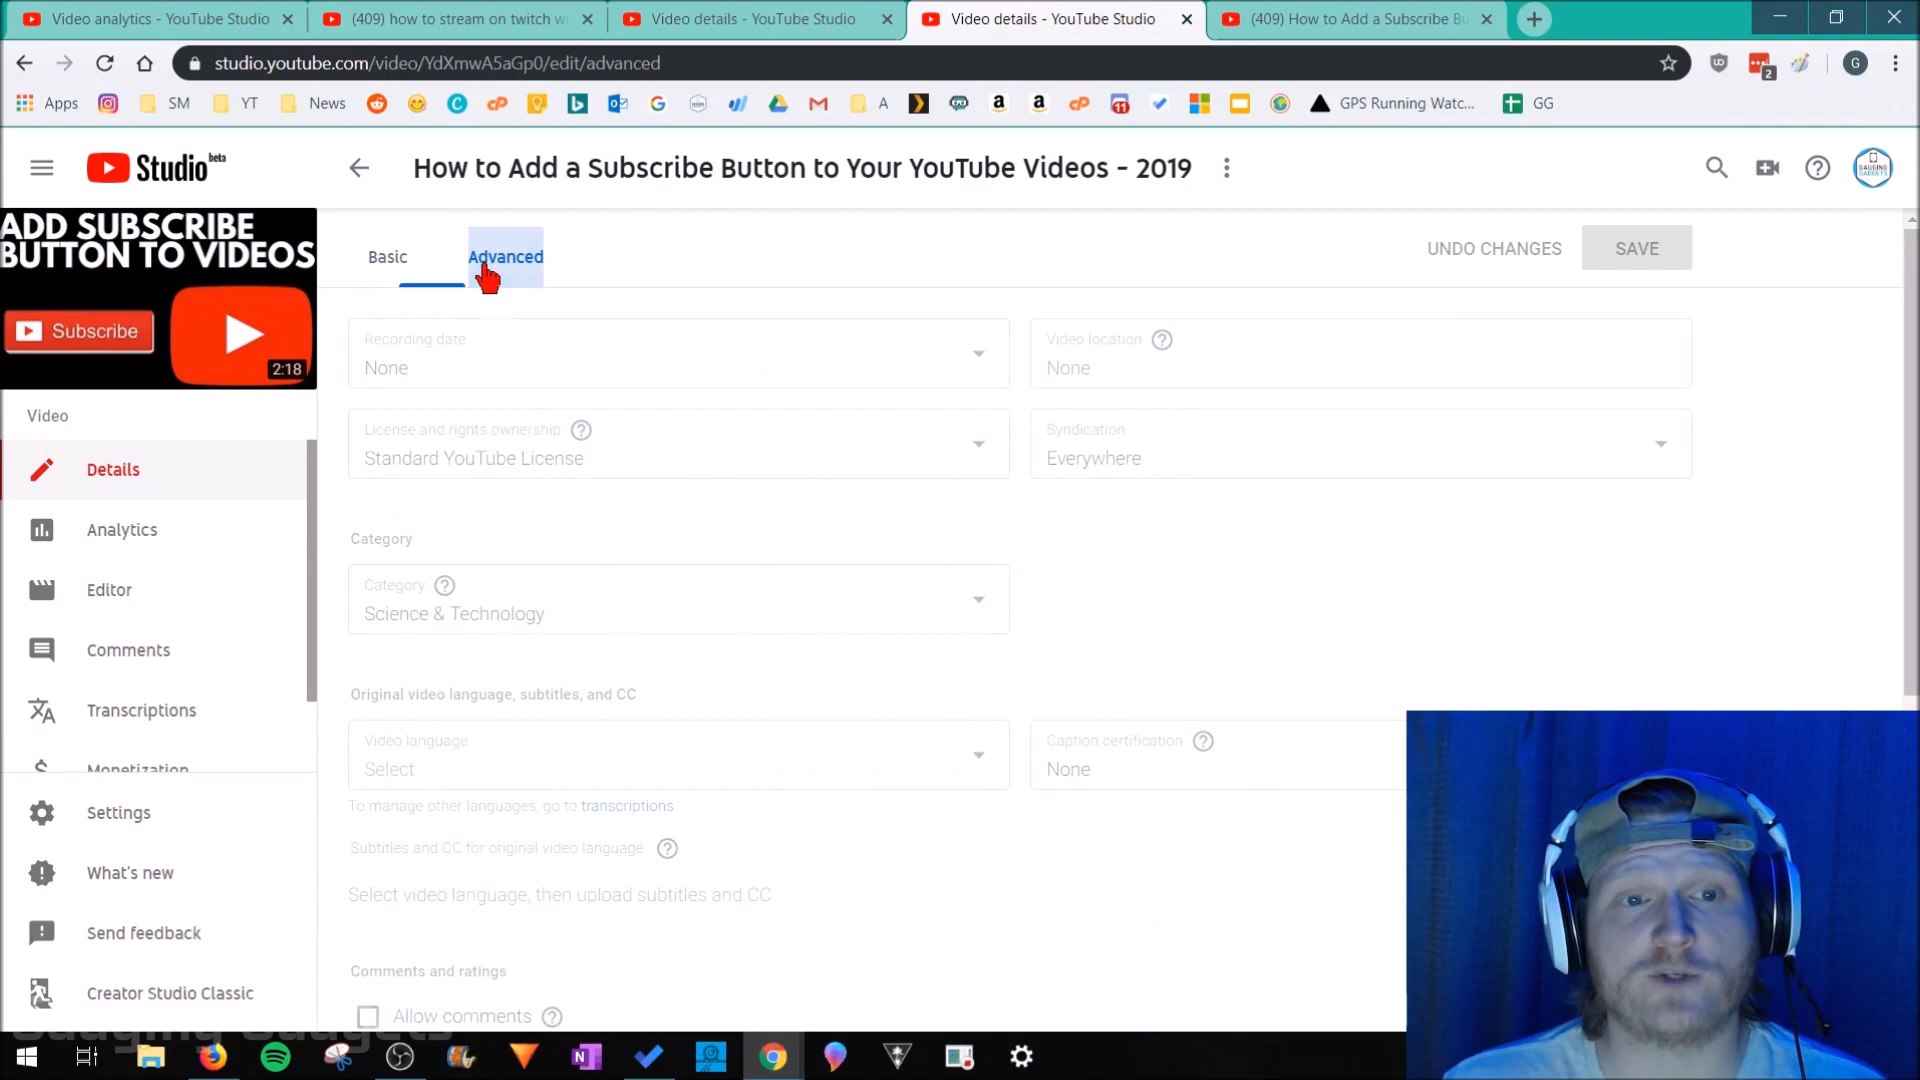 Video analytics - YouTube Studio
(409) how to stream on twitch wi
Video details - YouTube Studio
Video details - YouTube Studio
(409) How to Add a Subscribe Bu
studio.youtube.com/video/YdXmwA5aGp0/edit/advanced
2
G
Apps
SM
YT
News
A
11
GPS Running Watc...
GG
Studio beta
How to Add a Subscribe Button to Your YouTube Videos - 2019
GAUGING GADGETS
ADD SUBSCRIBE
BUTTON TO VIDEOS
Subscribe
2:18
Basic
Advanced
UNDO CHANGES
SAVE
Recording date
None
Video location
None
License and rights ownership
Standard YouTube License
Syndication
Everywhere
Category
Category
Science & Technology
Original video language, subtitles, and CC
Video language
Select
Caption certification
None
To manage other languages, go to transcriptions
Subtitles and CC for original video language
Select video language, then upload subtitles and CC
Comments and ratings
Allow comments
Video
Details
Analytics
Editor
Comments
Transcriptions
Monetization
Settings
What's new
Send feedback
Creator Studio Classic
Gauging Gadgets